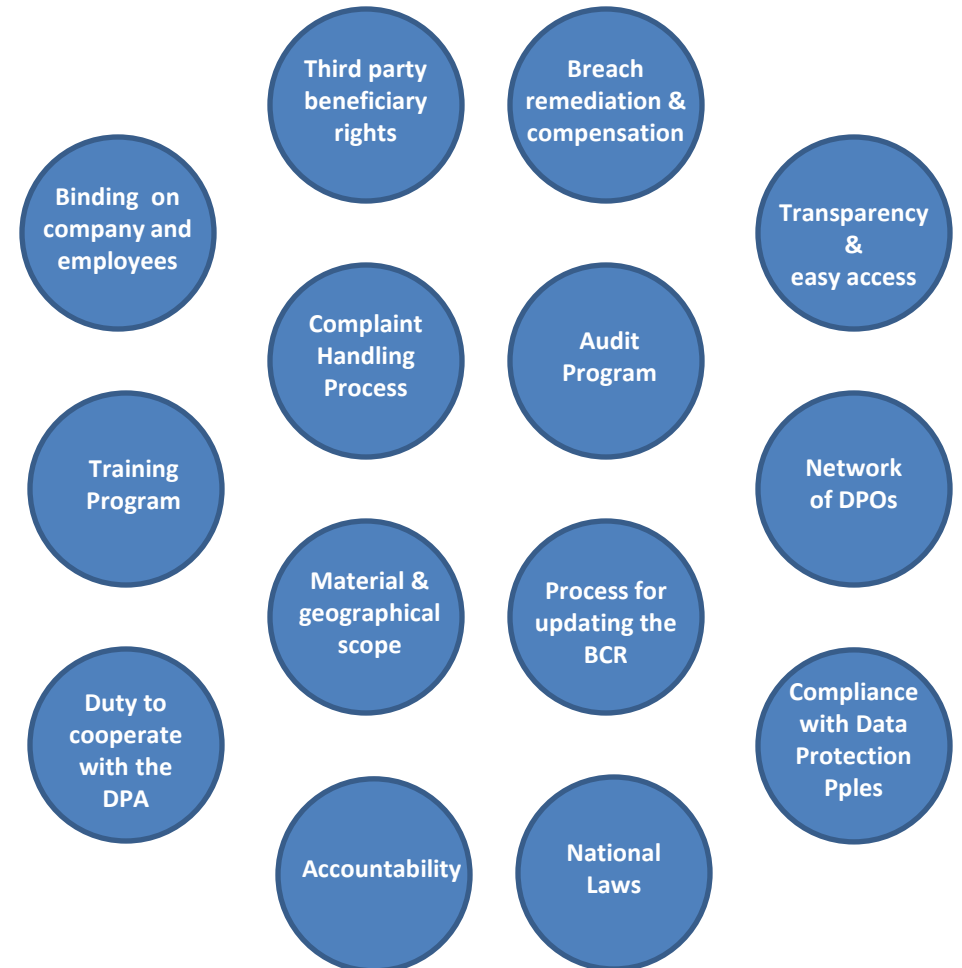 Third party
beneficiary
rights
Breach
remediation &
compensation
Binding on
company and
employees
Transparency
&
easy access
Complaint
Handling
Process
Audit
Program
Training
Program
Network
of DPOs
Material &
geographical
scope
Process for
updating the
BCR
Duty to
cooperate
with the
DPA
Compliance
with Data
Protection
Pples
Accountability
National
Laws